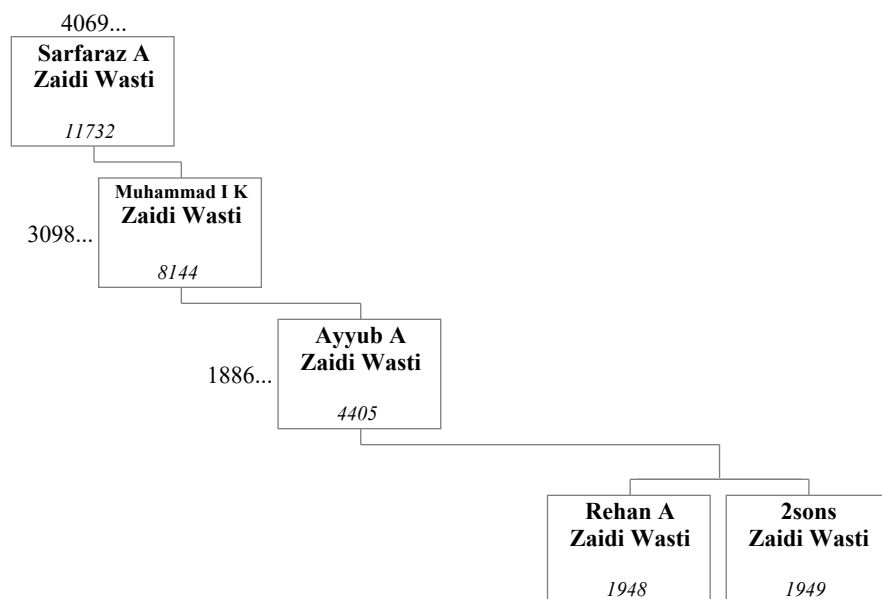 4069...
Sarfaraz A
Zaidi Wasti
11732
Muhammad I K
Zaidi Wasti
3098...
8144
Ayyub A
Zaidi Wasti
1886...
4405
Rehan A
Zaidi Wasti
1948
2sons
Zaidi Wasti
1949